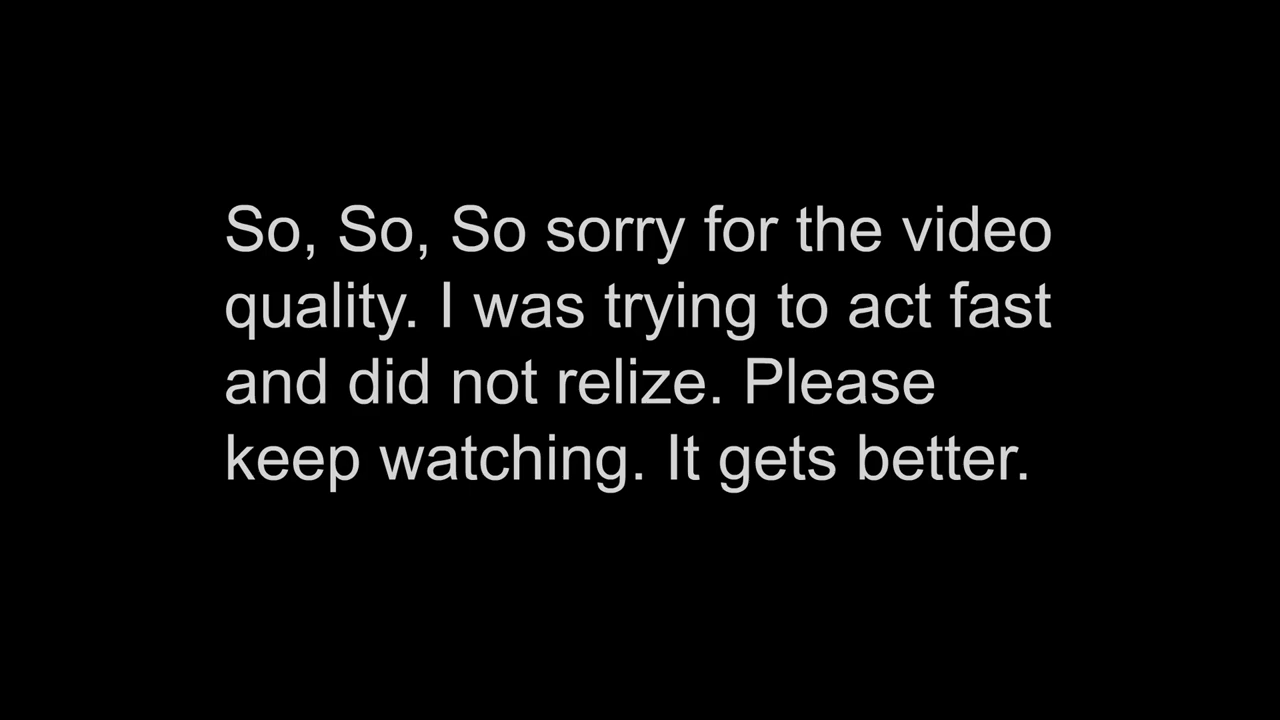 So, So, So sorry for the video
quality. I was trying to act fast
and did not relize. Please
keep watching. It gets better.